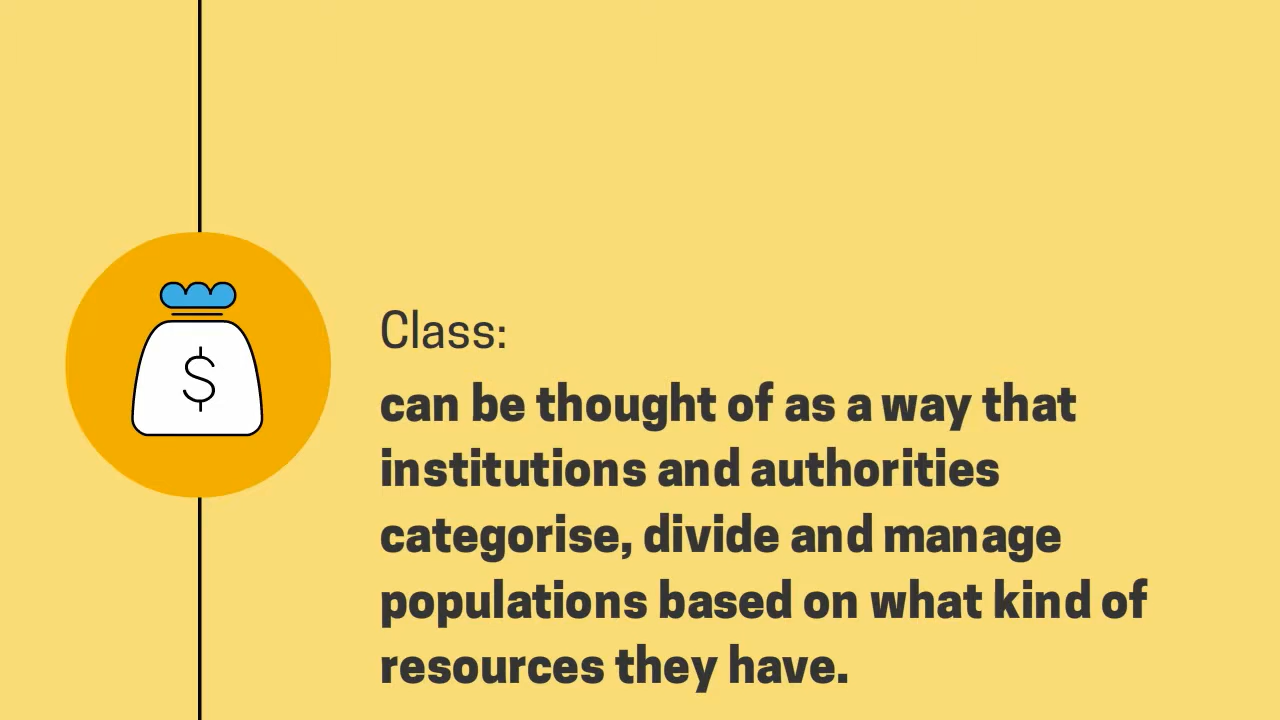 $
Class:
can be thought of as a way that
institutions and authorities
categorise, divide and manage
populations based on what kind of
resources they have.